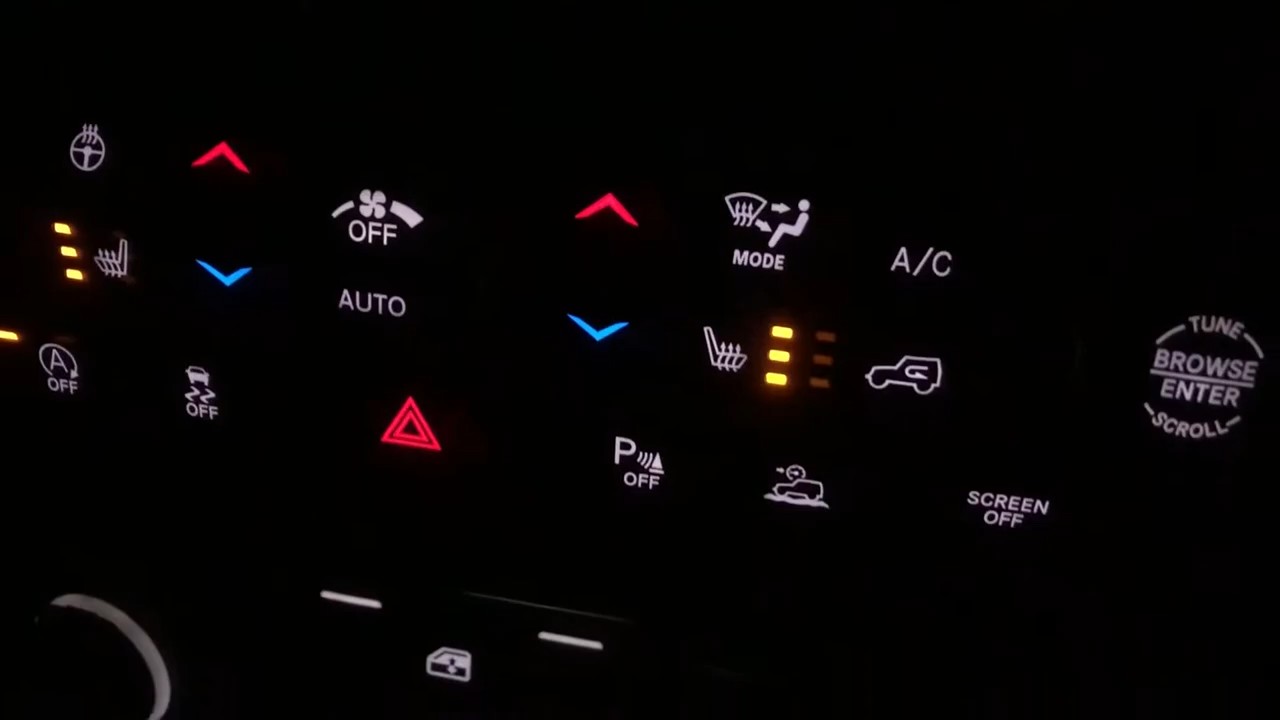 OFF
MODE
A/C
AUTO
TUNE
BROWSE
ENTER
SCROLL
A
OFF
OFF
P
OFF
SCREEN
OFF